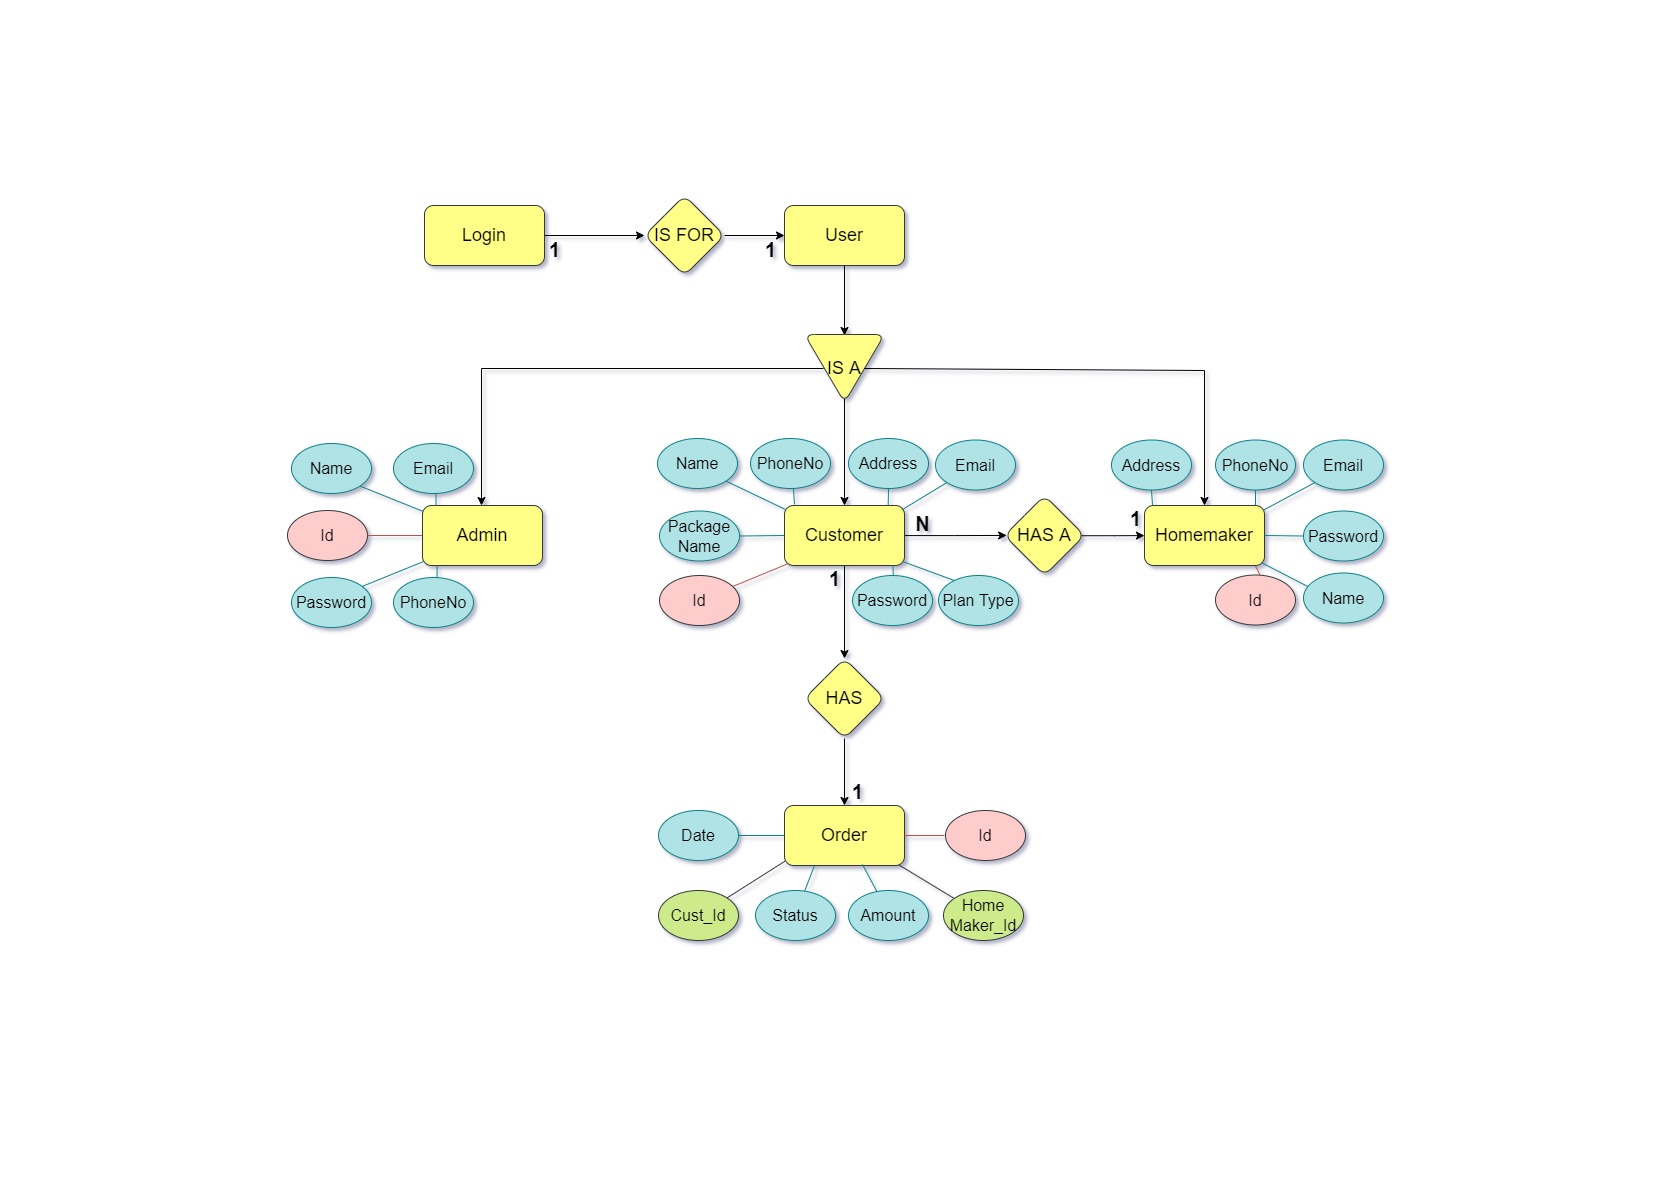 Login
1
IS FOR
1
User
IS A
Name
Email
Id
Admin
Password
PhoneNo
Name
PhoneNo
Address
Email
Package
Name
Customer
N
Id
1
Password
Plan Type
HAS A
1
Address
PhoneNo
Email
Homemaker
Password
Id
Name
HAS
1
Date
Order
Id
Cust_Id
Status
Amount
Home
Maker_Id